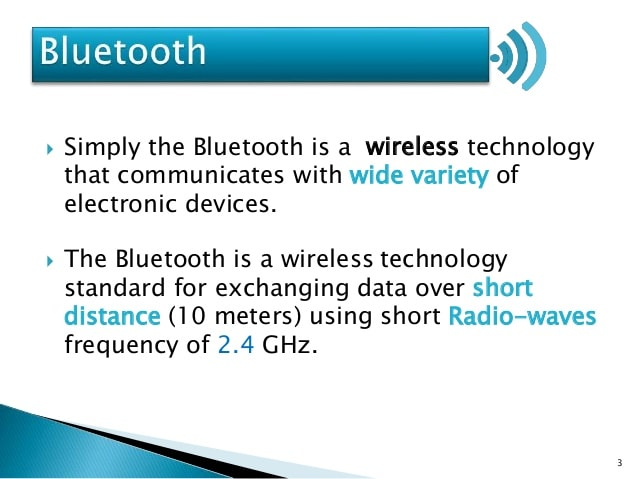 Bluetooth
Simply the Bluetooth is a wireless technology
that communicates with wide variety of
electronic devices.
The Bluetooth is a wireless technology
standard for exchanging data over short
distance (10 meters) using short Radio-waves
frequency of 2.4 GHz.
3